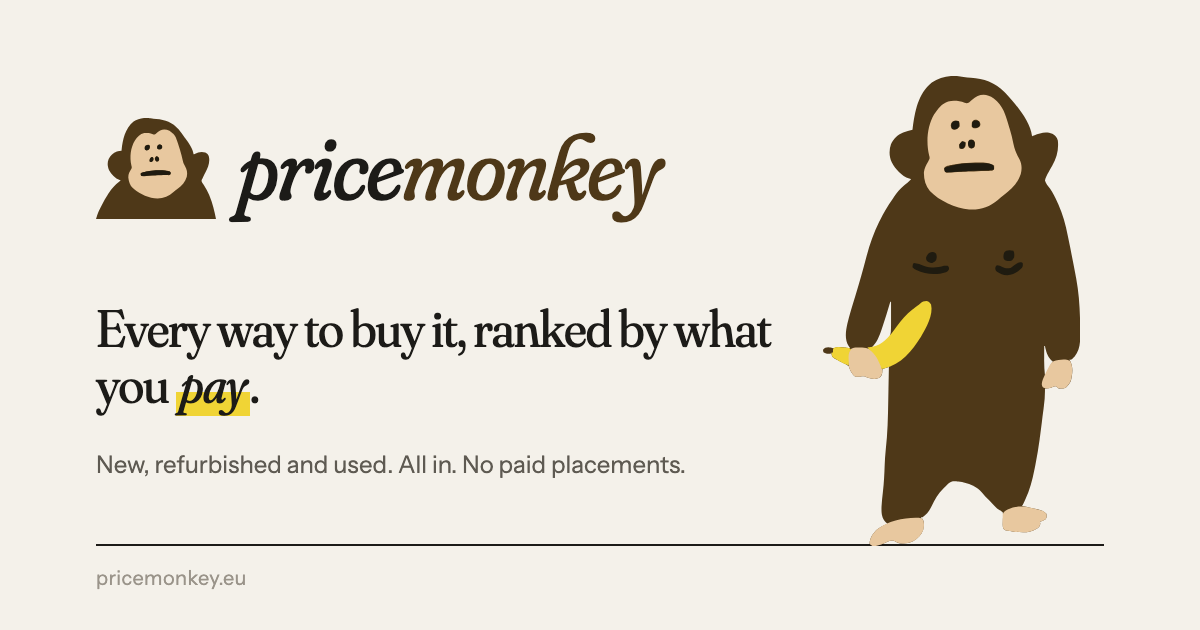 pricemonkey
Every way to buy it, ranked by what
you pay.
New, refurbished and used. All in. No paid placements.
pricemonkey.eu